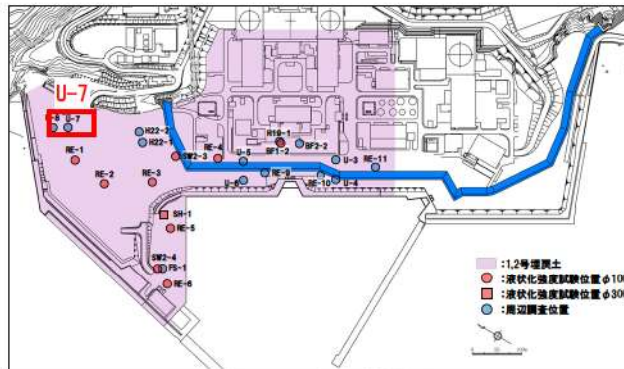 U-7
U-8
U-7
H22-2
H22-1
RE-1
SW2-3
RE-4
H19-1
BF1-2
BF2-2
U-5
U-3
RE-11
RE-2
RE-3
U-6
RE-9
RE-10
U-4
SH-1
RE-5
SW2-4
FS-1
RE-6
:1,2号埋戻土
:液状化強度試験位置φ100
:液状化強度試験位置φ300
:周辺調査位置